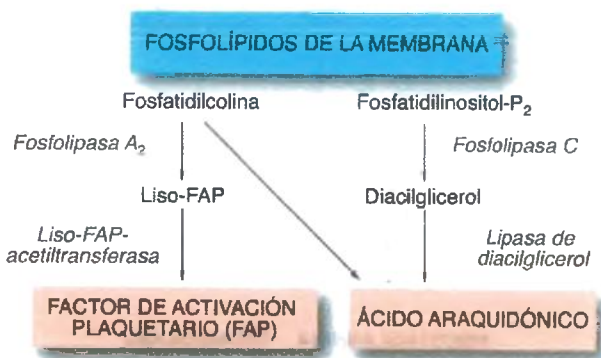 FOSFOLÍPIDOS DE LA MEMBRANA
Fosfatidilcolina
Fosfatidilinositol-P₂
Fosfolipasa A₂
Fosfolipasa C
Liso-FAP
Diacilglicerol
Liso-FAP-
acetiltransferasa
Lipasa de
diacilglicerol
FACTOR DE ACTIVACIÓN
PLAQUETARIO (FAP)
ÁCIDO ARAQUIDÓNICO